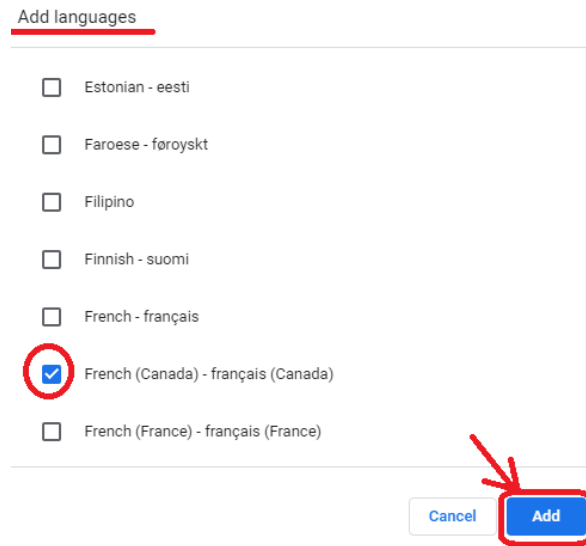 Add languages
Estonian - eesti
Faroese - føroyskt
Filipino
Finnish - suomi
French - français
French (Canada) - français (Canada)
French (France) - français (France)
Cancel
Add